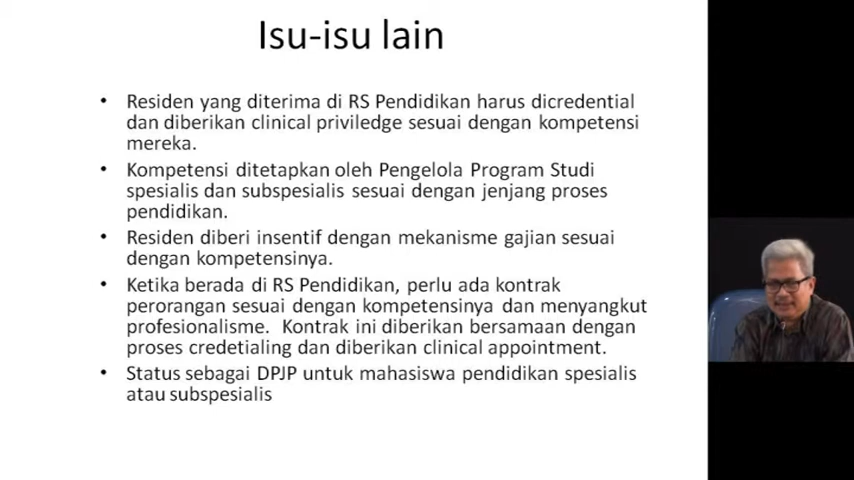 Isu-isu lain
• Residen yang diterima di RS Pendidikan harus dicredential
dan diberikan clinical priviledge sesuai dengan kompetensi
mereka.
• Kompetensi ditetapkan oleh Pengelola Program Studi
spesialis dan subspesialis sesuai dengan jenjang proses
pendidikan.
• Residen diberi insentif dengan mekanisme gajian sesuai
dengan kompetensinya.
• Ketika berada di RS Pendidikan, perlu ada kontrak
perorangan sesuai dengan kompetensinya dan menyangkut
profesionalisme. Kontrak ini diberikan bersamaan dengan
proses credetialing dan diberikan clinical appointment.
• Status sebagai DPJP untuk mahasiswa pendidikan spesialis
atau subspesialis